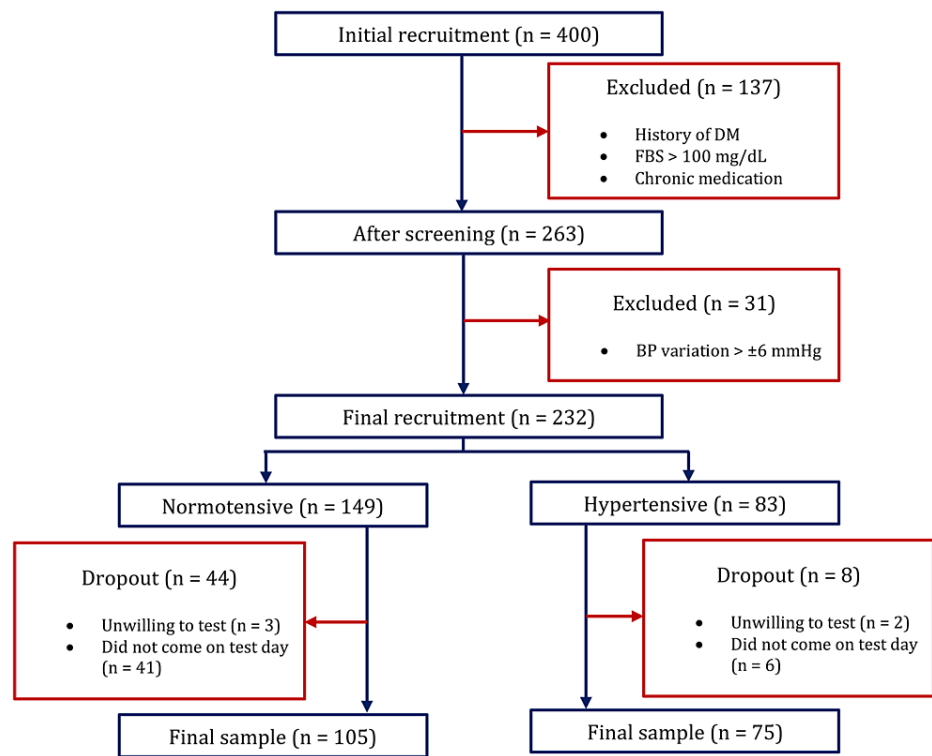 Initial recruitment (n = 400)
Excluded (n = 137)
• History of DM
• FBS > 100 mg/dL
• Chronic medication
After screening (n = 263)
Excluded (n = 31)
• BP variation > ±6 mmHg
Final recruitment (n = 232)
Normotensive (n = 149)
Hypertensive (n = 83)
Dropout (n = 44)
• Unwilling to test (n = 3)
• Did not come on test day
(n = 41)
Dropout (n = 8)
• Unwilling to test (n = 2)
• Did not come on test day
(n = 6)
Final sample (n = 105)
Final sample (n = 75)